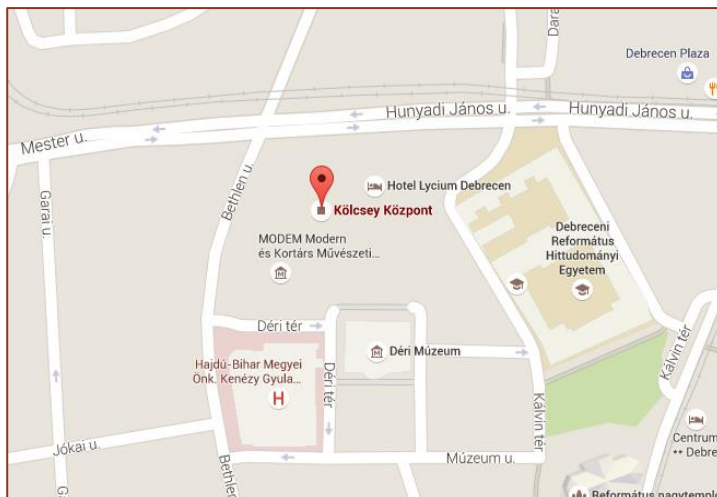 Dara
Debrecen Plaza
Hunyadi János u.
Hunyadi János u.
Mester u.
Bethlen u.
Garai u.
Hotel Lycium Debrecen
Kölcsey Központ
MODEM Modern
és Kortárs Művészeti...
Debreceni
Református
Hittudományi
Egyetem
Déri tér
Déri Múzeum
Hajdú-Bihar Megyei
Önk. Kenézy Gyula...
H
Déri tér
Kálvin tér
Kálvin tér
Jókai u.
Múzeum u.
Centrum
** Debre
Bethlen
Ga
Református nagytemplo